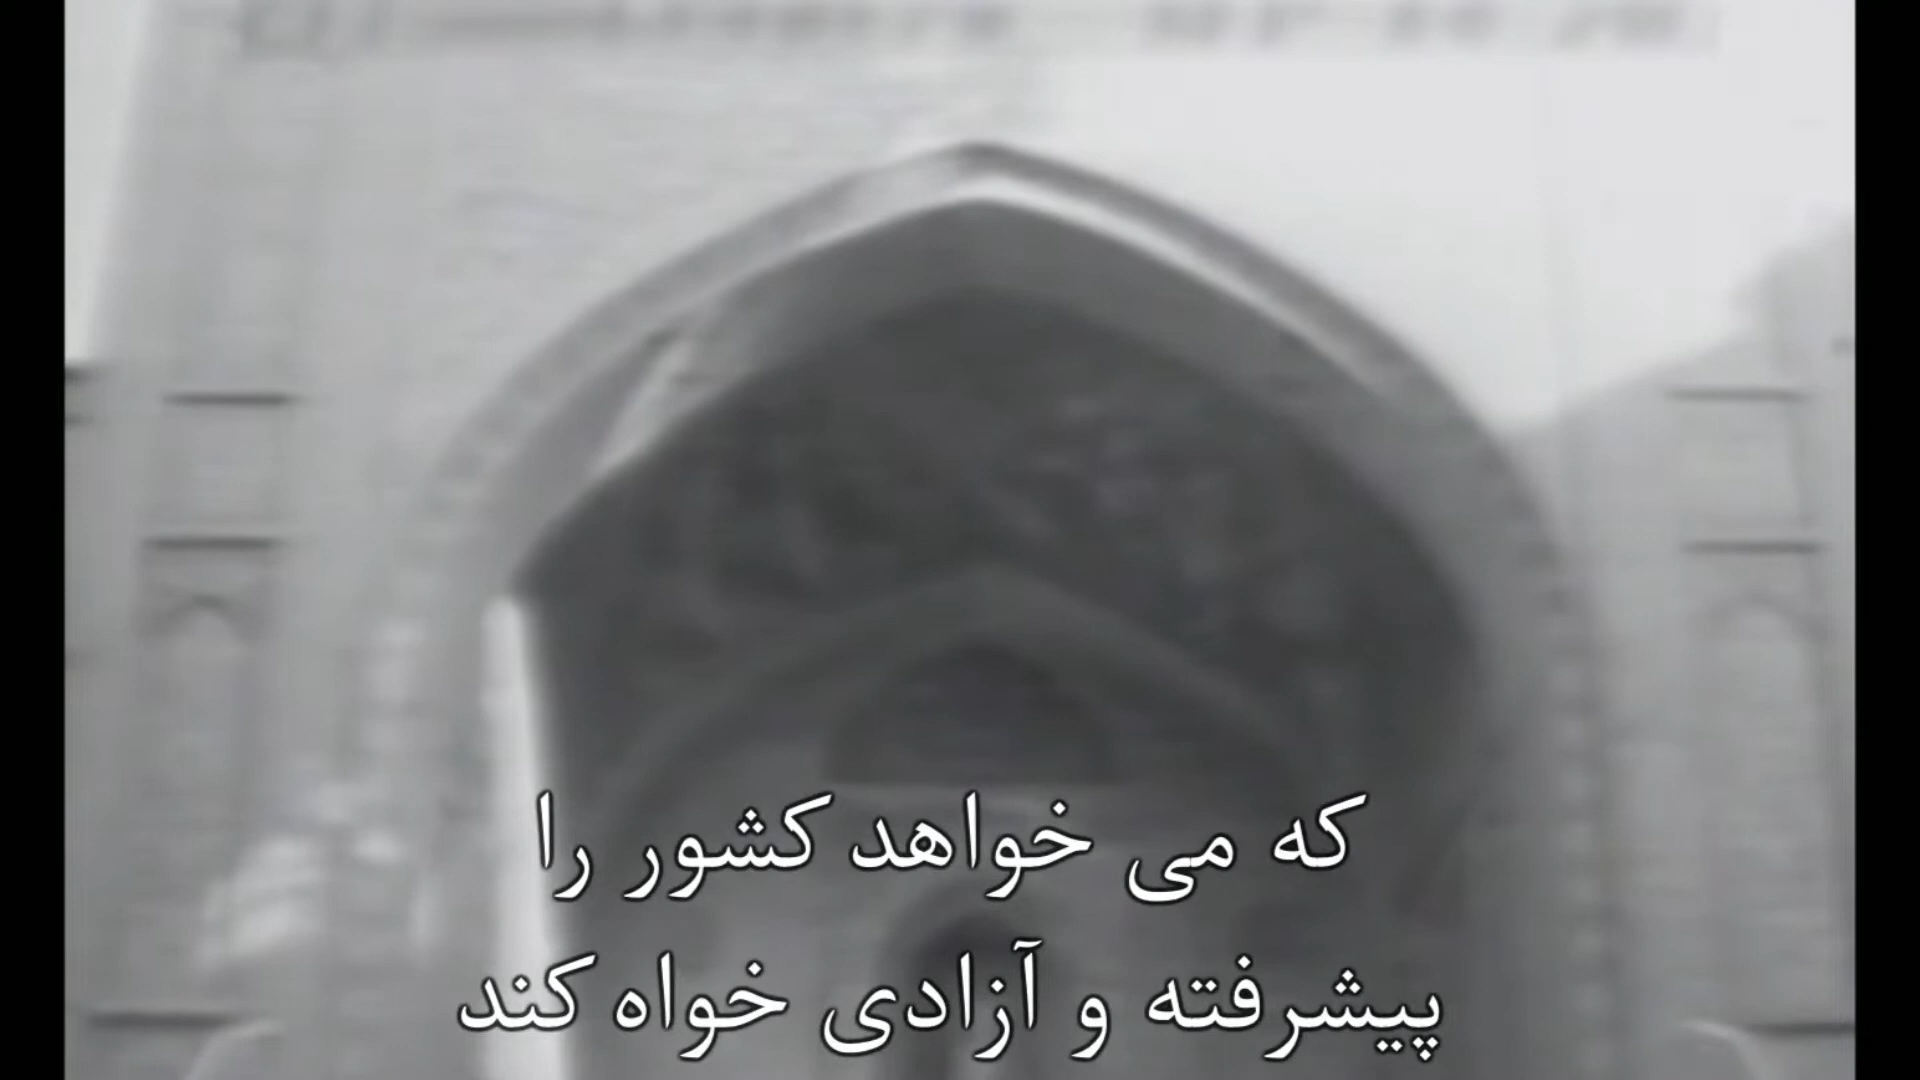 که می خواهد کشور را
پیشرفته و آزادی خواه کند